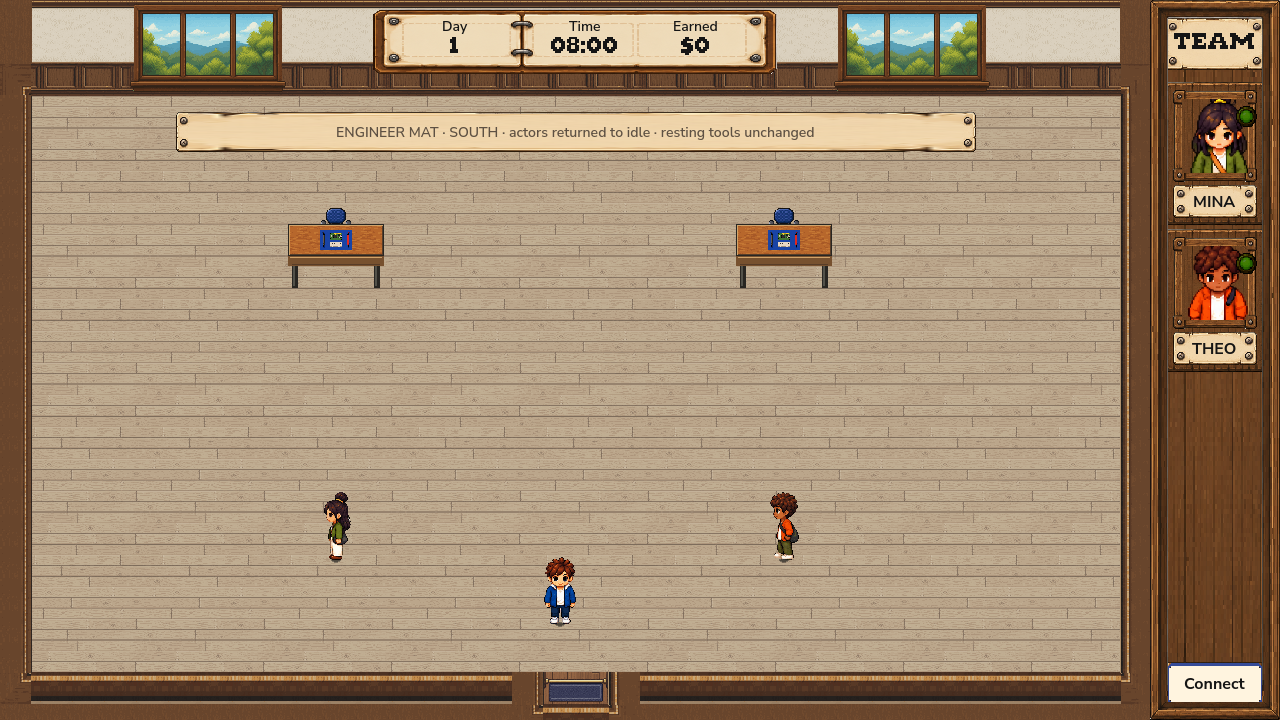 Day
1
Time
08:00
Earned
$0
TEAM
ENGINEER MAT · SOUTH · actors returned to idle · resting tools unchanged
MINA
THEO
Connect